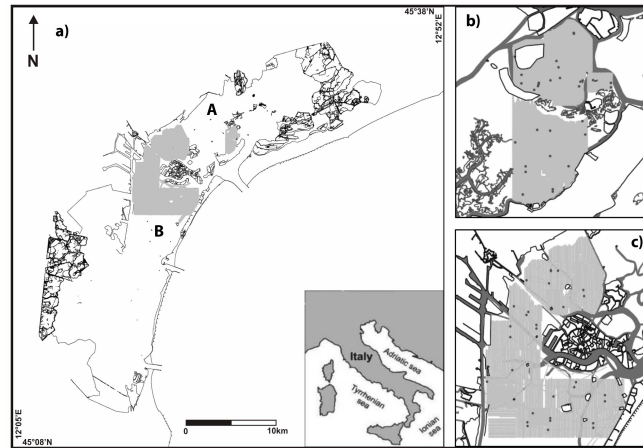 a)
45°38'N
12°52'E
N
A
B
b)
c)
Italy
Adriatic sea
Tyrrhenian sea
Ionian sea
0
10km
12°05'E
45°08'N